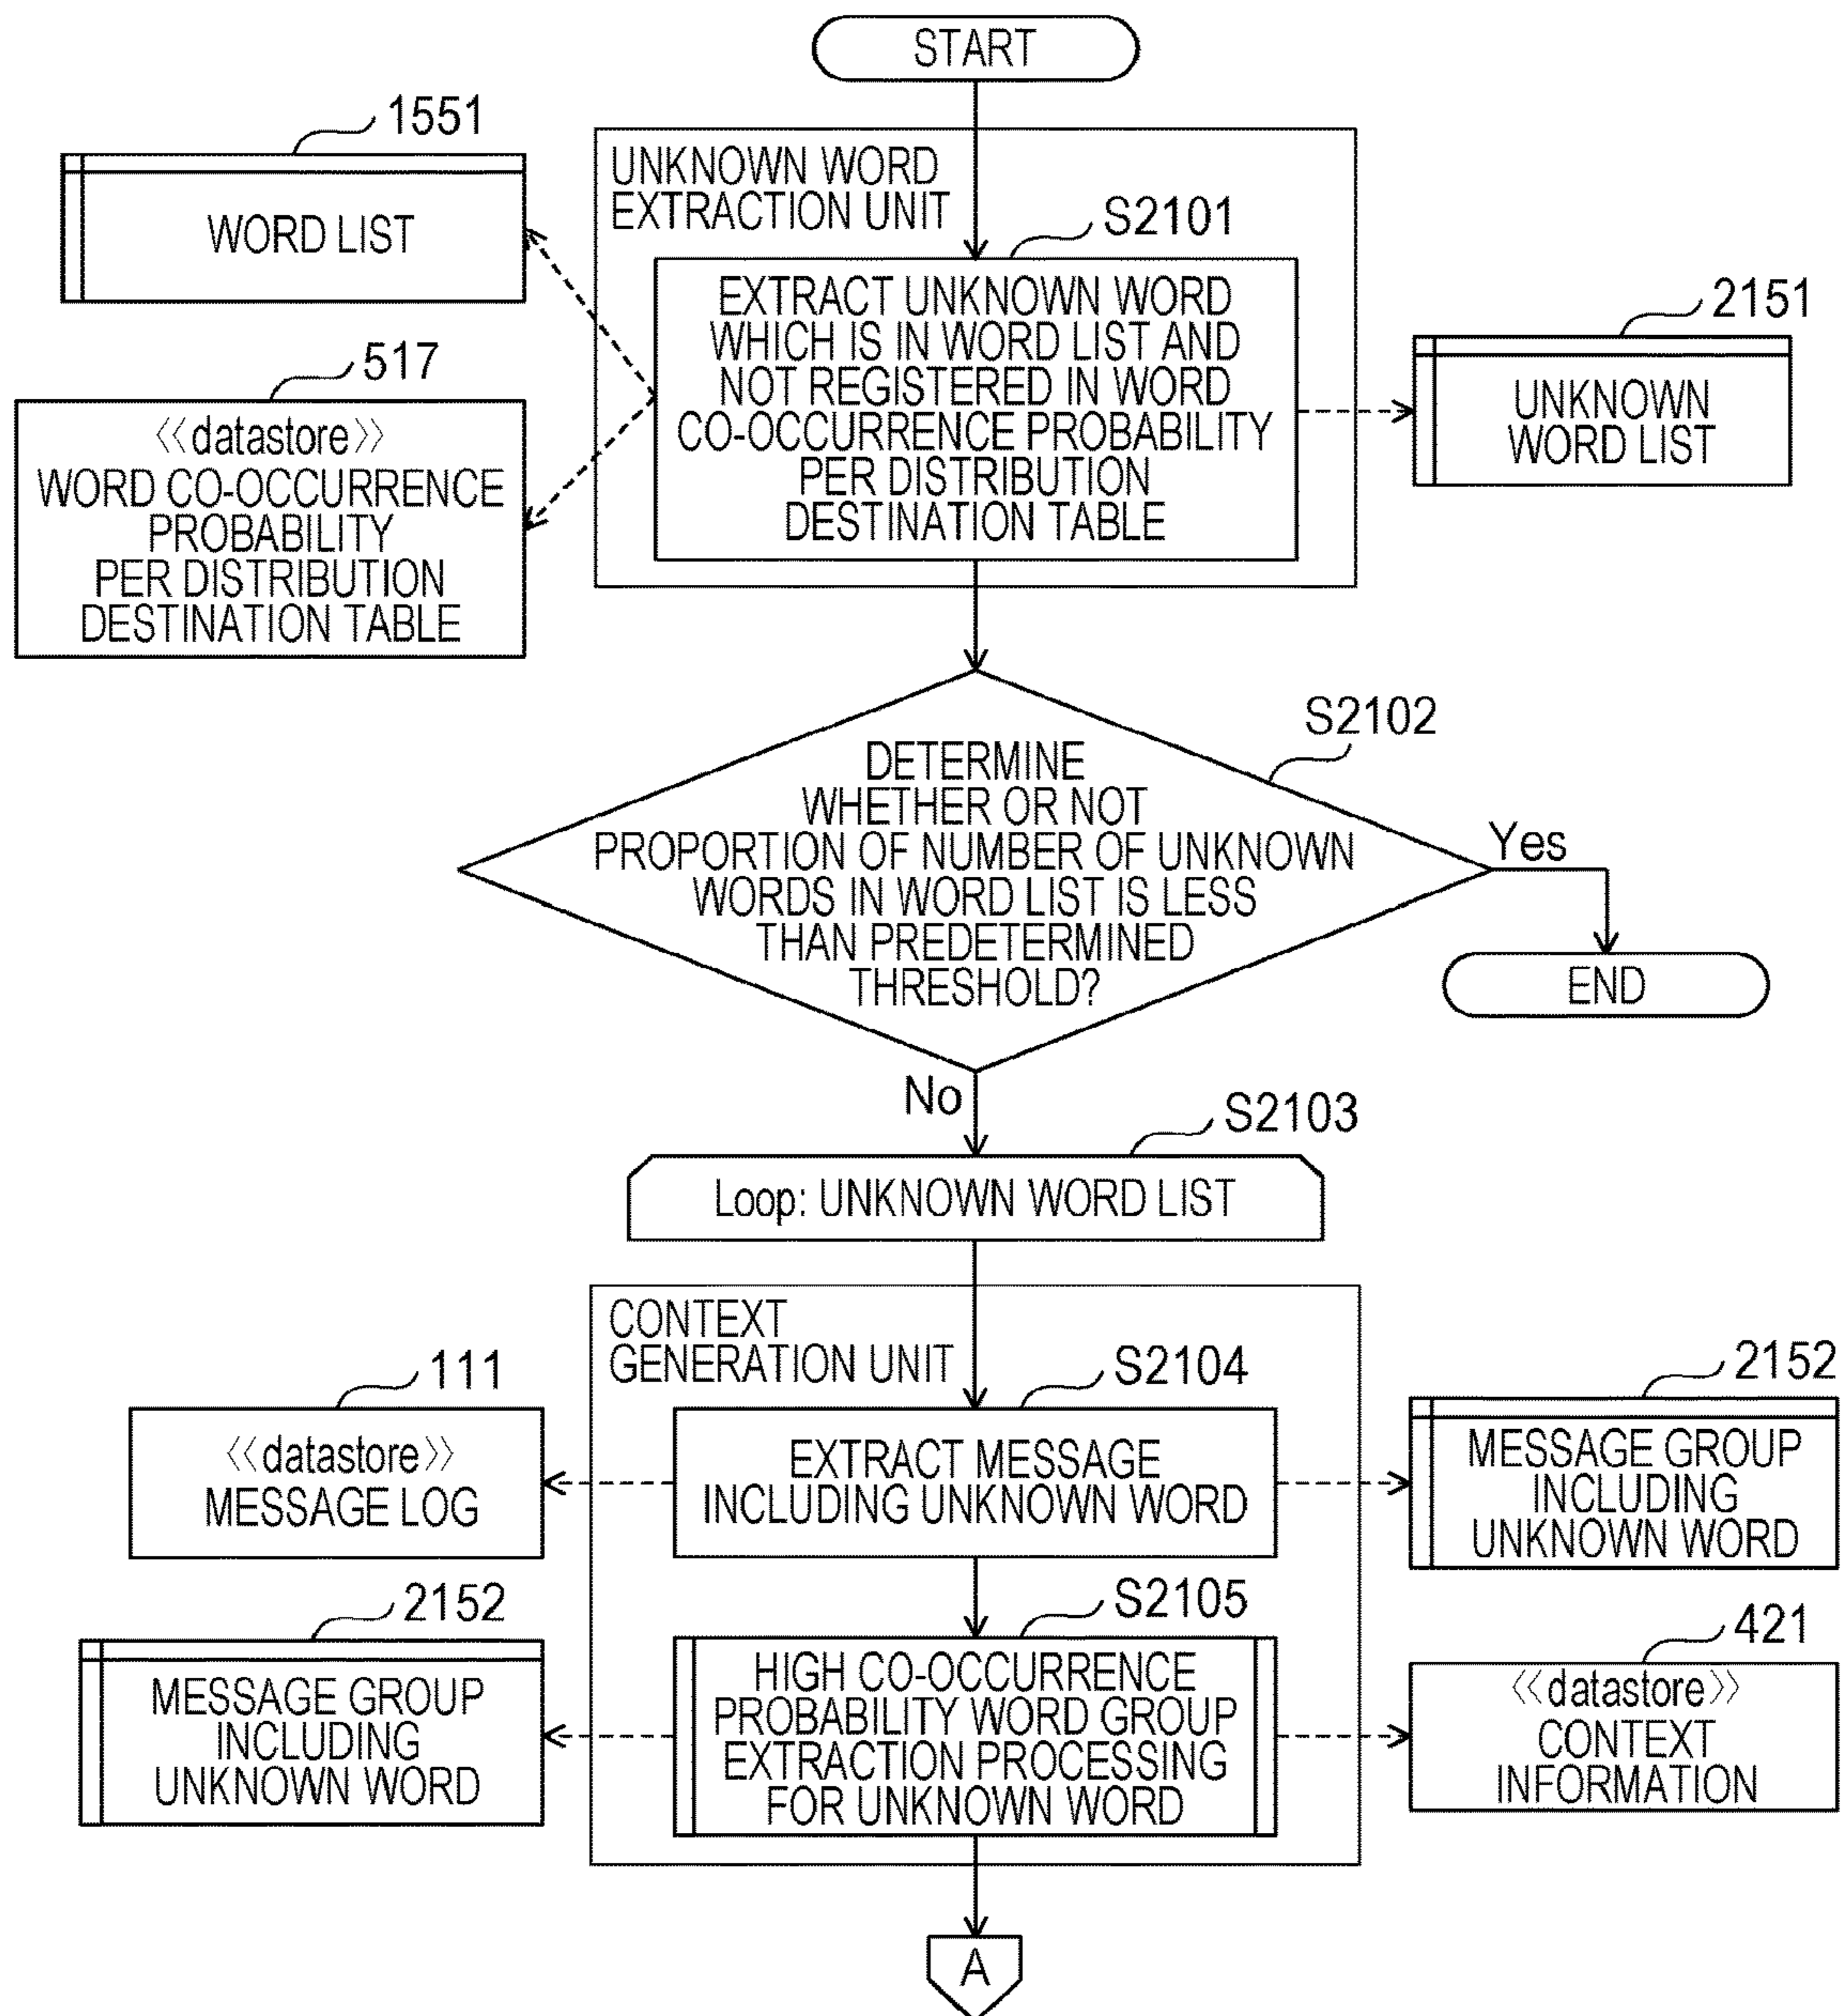 START
1551
WORD LIST
UNKNOWN WORD
EXTRACTION UNIT
S2101
EXTRACT UNKNOWN WORD
WHICH IS IN WORD LIST AND
NOT REGISTERED IN WORD
CO-OCCURRENCE PROBABILITY
PER DISTRIBUTION
DESTINATION TABLE
2151
UNKNOWN
WORD LIST
517
《datastore》
WORD CO-OCCURRENCE
PROBABILITY
PER DISTRIBUTION
DESTINATION TABLE
S2102
DETERMINE
WHETHER OR NOT
PROPORTION OF NUMBER OF UNKNOWN
WORDS IN WORD LIST IS LESS
THAN PREDETERMINED
THRESHOLD?
Yes
END
No
S2103
Loop: UNKNOWN WORD LIST
CONTEXT
GENERATION UNIT
111
《datastore》
MESSAGE LOG
S2104
EXTRACT MESSAGE
INCLUDING UNKNOWN WORD
2152
MESSAGE GROUP
INCLUDING
UNKNOWN WORD
2152
MESSAGE GROUP
INCLUDING
UNKNOWN WORD
S2105
HIGH CO-OCCURRENCE
PROBABILITY WORD GROUP
EXTRACTION PROCESSING
FOR UNKNOWN WORD
421
《datastore》
CONTEXT
INFORMATION
A